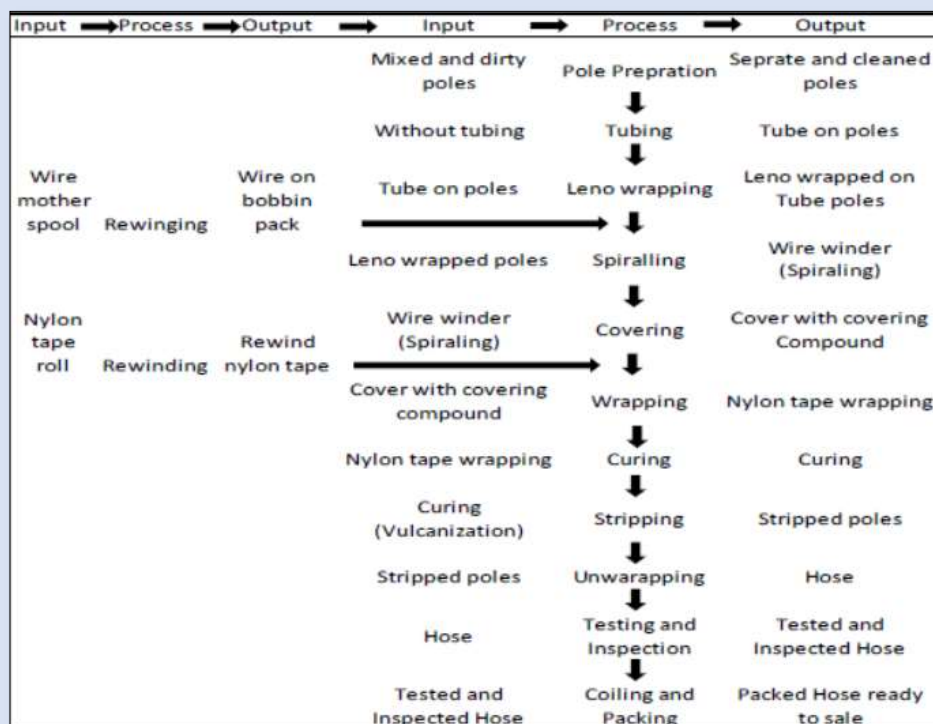 Input Process Output Input Process Output
Mixed and dirty poles Pole Prepration Seprate and cleaned poles
Without tubing Tubing Tube on poles
Wire mother spool Rewinging Wire on bobbin pack Tube on poles Leno wrapping Leno wrapped on Tube poles
Leno wrapped poles Spiralling Wire winder (Spiraling)
Nylon tape roll Rewinding Rewind nylon tape Wire winder (Spiraling) Covering Cover with covering Compound
Cover with covering compound Wrapping Nylon tape wrapping
Nylon tape wrapping Curing Curing
Curing (Vulcanization) Stripping Stripped poles
Stripped poles Unwarapping Hose
Hose Testing and Inspection Tested and Inspected Hose
Tested and Inspected Hose Coiling and Packing Packed Hose ready to sale